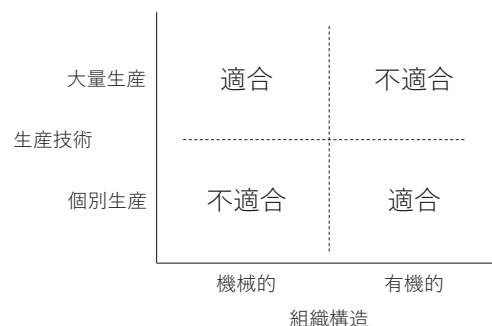 大量生産
適合
不適合
生産技術
個別生産
不適合
適合
機械的
有機的
組織構造